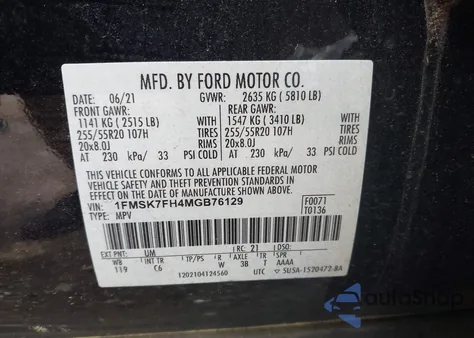 MFD. BY FORD MOTOR CO.
DATE: 06/21 GVWR: 2635 KG ( 5810 LB)
FRONT GAWR: REAR GAWR:
1141 KG ( 2515 LB) 1547 KG ( 3410 LB)
255/55R20 107H TIRES 255/55R20 107H TIRES
20x8.0J RIMS 20x8.0J RIMS
AT 230 kPa/ 33 PSI COLD AT 230 kPa/ 33 PSI COLD
THIS VEHICLE CONFORMS TO ALL APPLICABLE FEDERAL MOTOR
VEHICLE SAFETY AND THEFT PREVENTION STANDARDS IN EFFECT
ON THE DATE OF MANUFACTURE SHOWN ABOVE.
VIN: 1FMSK7FH4MGB76129 F0071
TYPE: MPV T0136
EXT PNT: UM RC: 21 DSO:
WB INT TR TP/PS R AXLE TR SPR
119 C6 W 3B T AAAA
1202104124560 UTC 5U5A-1520472-BA
autoSnap